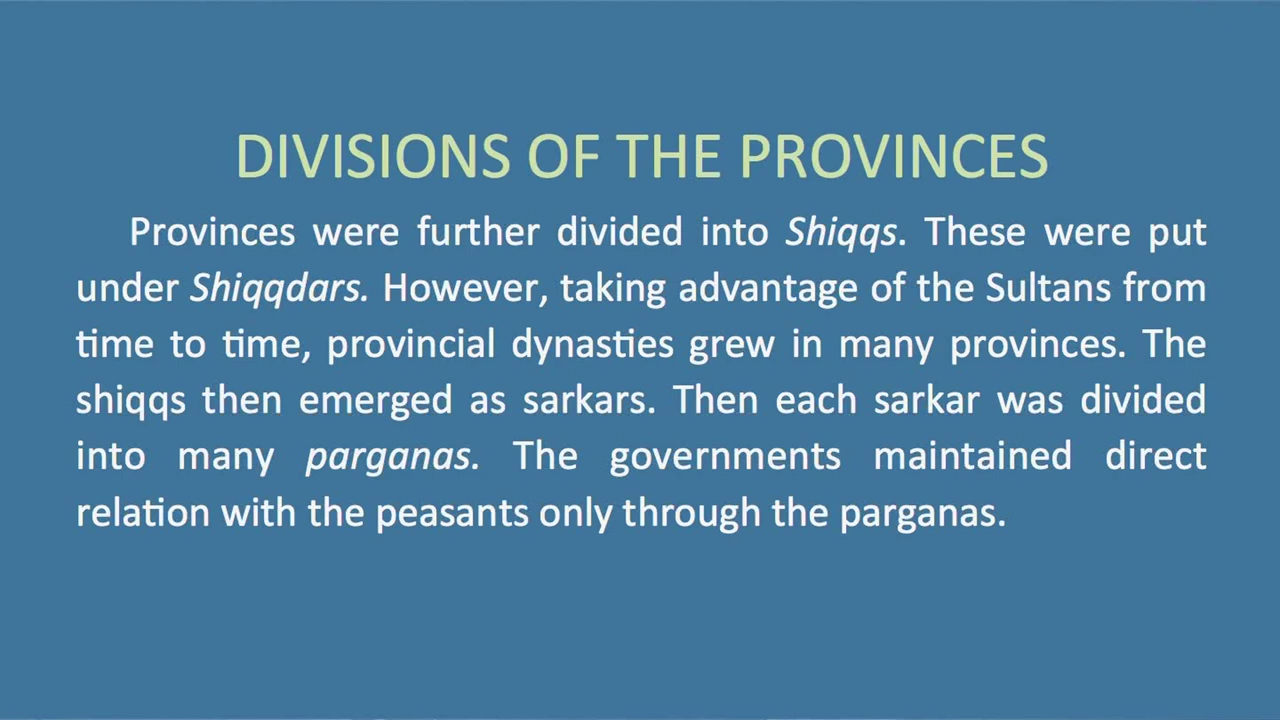 DIVISIONS OF THE PROVINCES
Provinces were further divided into Shiqqs. These were put
under Shiqqdars. However, taking advantage of the Sultans from
time to time, provincial dynasties grew in many provinces. The
shiqqs then emerged as sarkars. Then each sarkar was divided
into many parganas. The governments maintained direct
relation with the peasants only through the parganas.